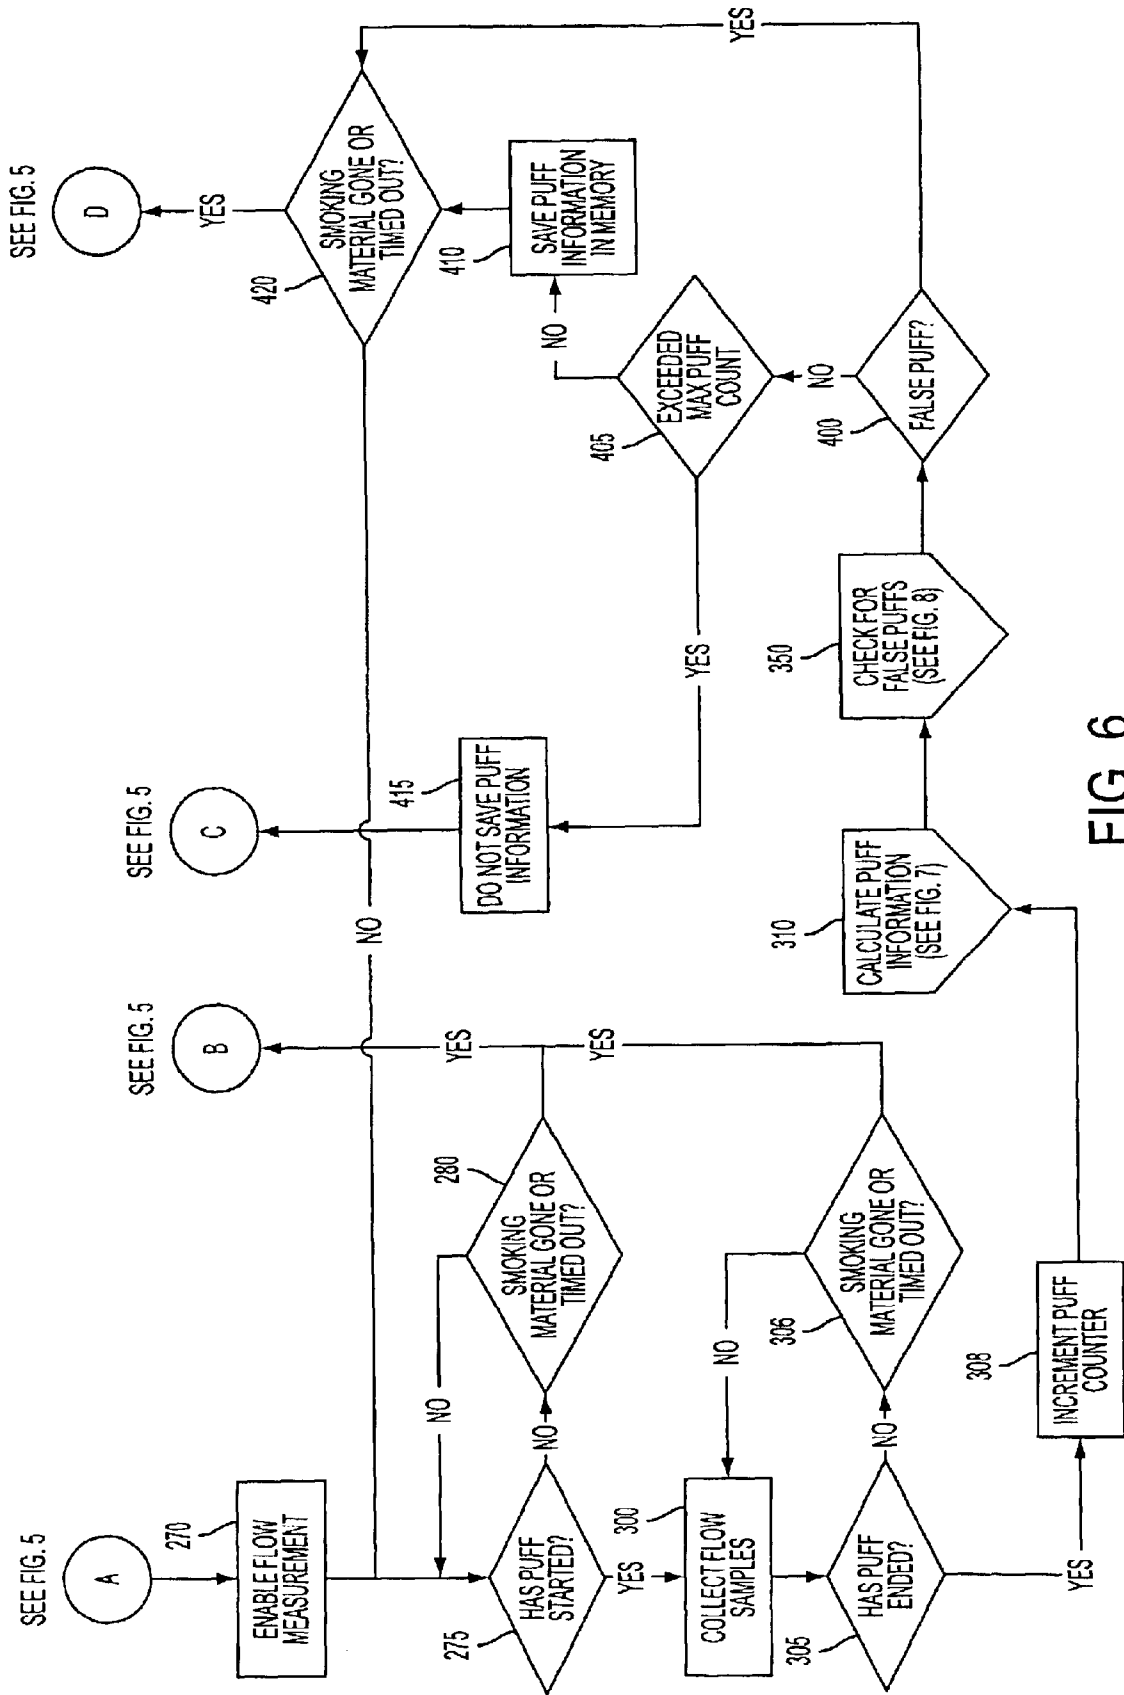 SEE FIG. 5
A
270
ENABLE FLOW
MEASUREMENT
HAS PUFF
STARTED?
275
NO
SMOKING
MATERIAL GONE OR
TIMED OUT?
280
NO
YES
SEE FIG. 5
B
YES
300
COLLECT FLOW
SAMPLES
HAS PUFF
ENDED?
305
NO
SMOKING
MATERIAL GONE OR
TIMED OUT?
306
NO
YES
YES
308
INCREMENT PUFF
COUNTER
310
CALCULATE PUFF
INFORMATION
(SEE FIG. 7)
350
CHECK FOR
FALSE PUFFS
(SEE FIG. 8)
400
FALSE PUFF?
YES
NO
405
EXCEEDED
MAX PUFF
COUNT
YES
NO
415
DO NOT SAVE PUFF
INFORMATION
SEE FIG. 5
C
410
SAVE PUFF
INFORMATION
IN MEMORY
420
SMOKING
MATERIAL GONE OR
TIMED OUT?
NO
YES
SEE FIG. 5
D
FIG. 6